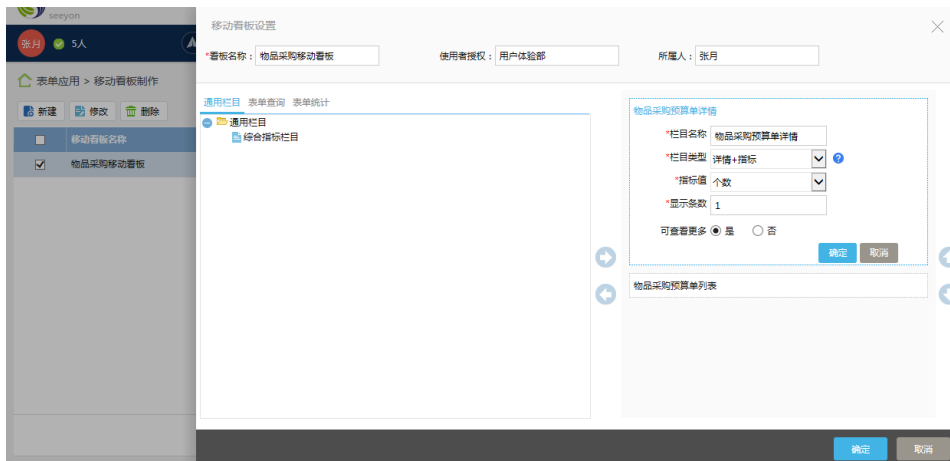 seeyon
张月
5人
表单应用 > 移动看板制作
新建 修改 删除
移动看板名称
物品采购移动看板
移动看板设置
*看板名称： 物品采购移动看板 使用者授权： 用户体验部 所属人： 张月
通用栏目 表单查询 表单统计
通用栏目
综合指标栏目
物品采购预算单详情
*栏目名称 物品采购预算单详情
*栏目类型 详情+指标 ?
*指标值 个数
*显示条数 1
可查看更多 是 否
确定 取消
物品采购预算单列表
确定 取消